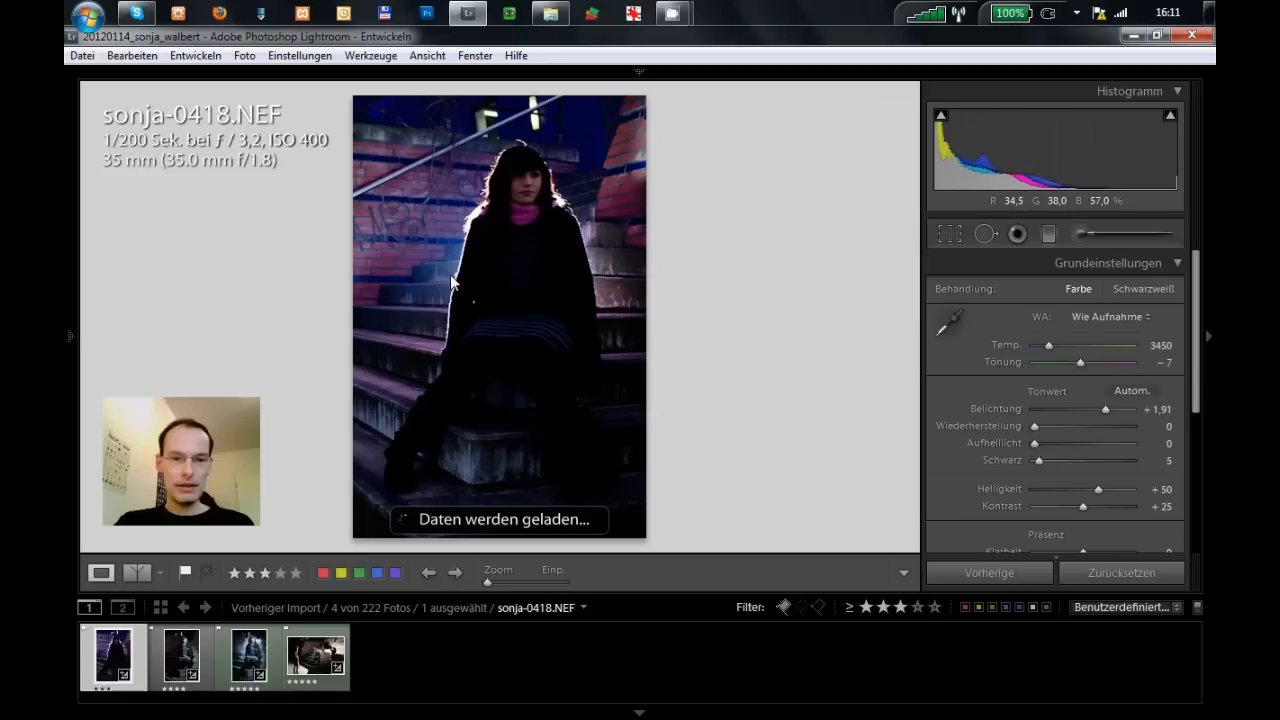 100%
16:11
20120114_sonja_walbert - Adobe Photoshop Lightroom - Entwickeln
Datei Bearbeiten Entwickeln Foto Einstellungen Werkzeuge Ansicht Fenster Hilfe
sonja-0418.NEF
1/200 Sek. bei ƒ / 3,2, ISO 400
35 mm (35.0 mm f/1.8)
Histogramm
R 34,5 G 38,0 B 57,0 %
Grundeinstellungen
Behandlung: Farbe Schwarzweiß
WA: Wie Aufnahme
Temp. 3450
Tönung – 7
Tonwert Autom.
Belichtung + 1,91
Wiederherstellung 0
Aufhelllicht 0
Schwarz 5
Helligkeit + 50
Kontrast + 25
Präsenz
Klarheit 0
Daten werden geladen...
Zoom Einp.
Vorherige Zurücksetzen
1 2 Vorheriger Import / 4 von 222 Fotos / 1 ausgewählt / sonja-0418.NEF Filter: ≥ Benutzerdefiniert...